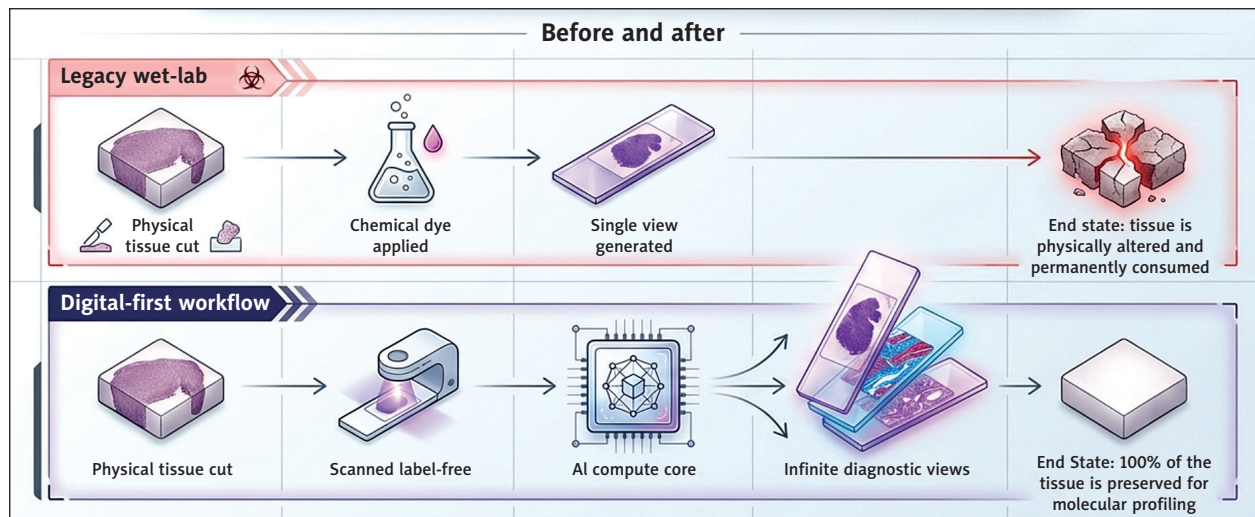 Before and after
Legacy wet-lab
Physical
tissue cut
Chemical dye
applied
Single view
generated
End state: tissue is
physically altered and
permanently consumed
Digital-first workflow
Physical tissue cut
Scanned label-free
AI compute core
Infinite diagnostic views
End State: 100% of the
tissue is preserved for
molecular profiling